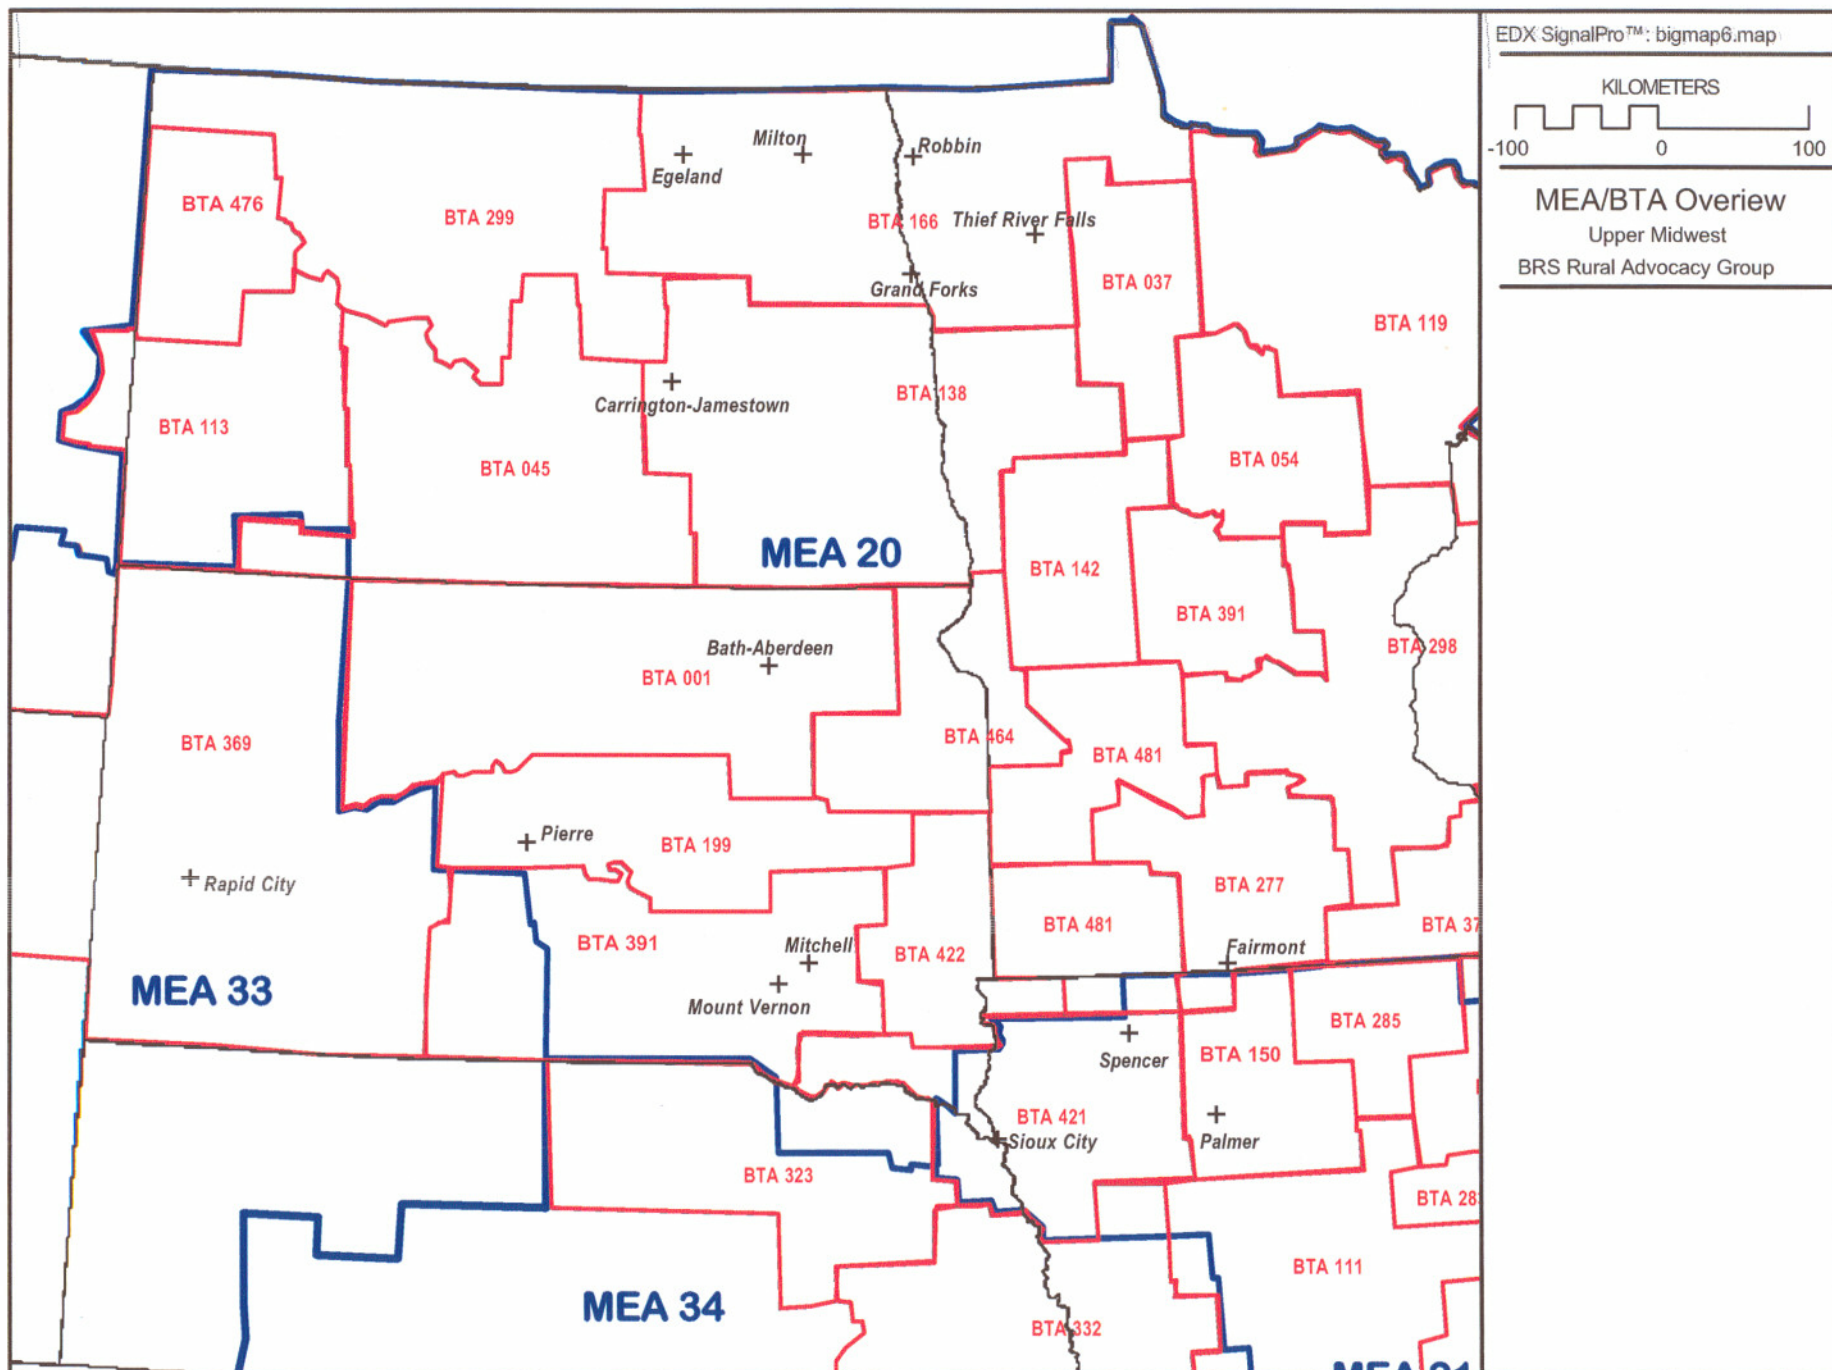 EDX SignalPro™: bigmap6.map
KILOMETERS
-100 0 100
MEA/BTA Overiew
Upper Midwest
BRS Rural Advocacy Group
Milton
Robbin
Egeland
BTA 476
BTA 299
BTA 166
Thief River Falls
BTA 037
Grand Forks
BTA 119
BTA 138
Carrington-Jamestown
BTA 113
BTA 045
BTA 054
MEA 20
BTA 142
BTA 391
Bath-Aberdeen
BTA 001
BTA 298
BTA 369
BTA 464
BTA 481
Pierre
BTA 199
Rapid City
BTA 277
BTA 481
BTA 37
BTA 391
Mitchell
BTA 422
Fairmont
MEA 33
Mount Vernon
BTA 285
Spencer
BTA 150
BTA 421
Sioux City
Palmer
BTA 323
BTA 28
BTA 111
MEA 34
BTA 332